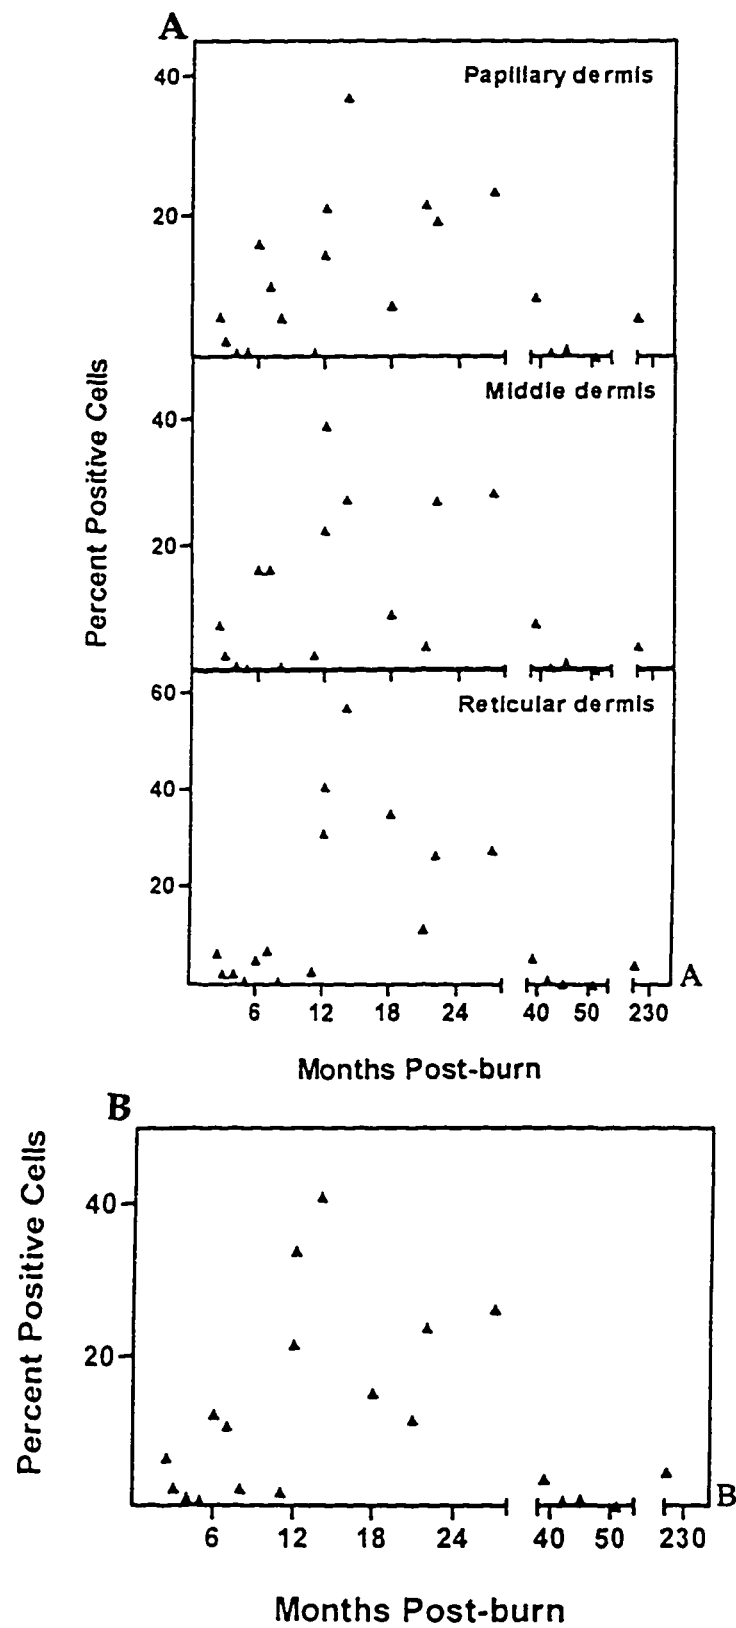 A
Papillary dermis
40
20
Middle dermis
40
20
Percent Positive Cells
Reticular dermis
60
40
20
A
6 12 18 24 40 50 230
Months Post-burn
B
40
20
Percent Positive Cells
B
6 12 18 24 40 50 230
Months Post-burn